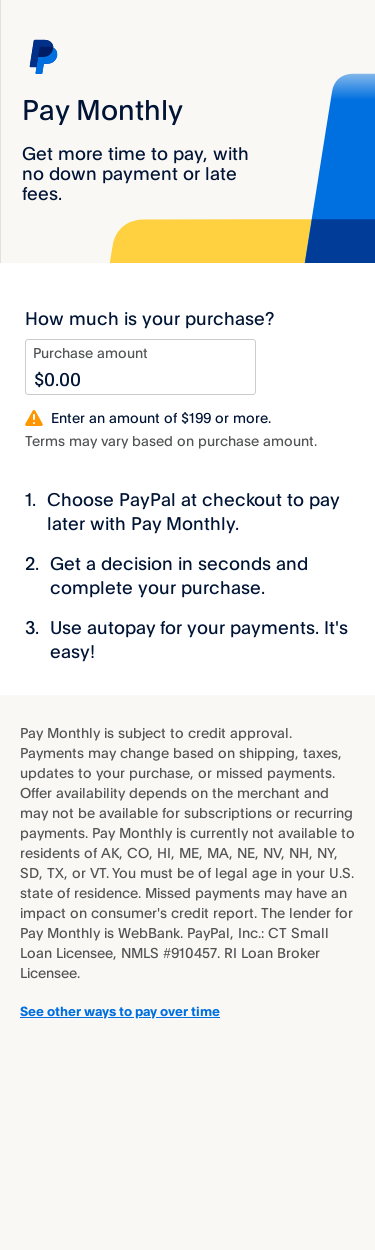 Pay Monthly
Get more time to pay, with
no down payment or late
fees.
How much is your purchase?
Purchase amount
$0.00
Enter an amount of $199 or more.
Terms may vary based on purchase amount.
1. Choose PayPal at checkout to pay
later with Pay Monthly.
2. Get a decision in seconds and
complete your purchase.
3. Use autopay for your payments. It's
easy!
Pay Monthly is subject to credit approval.
Payments may change based on shipping, taxes,
updates to your purchase, or missed payments.
Offer availability depends on the merchant and
may not be available for subscriptions or recurring
payments. Pay Monthly is currently not available to
residents of AK, CO, HI, ME, MA, NE, NV, NH, NY,
SD, TX, or VT. You must be of legal age in your U.S.
state of residence. Missed payments may have an
impact on consumer's credit report. The lender for
Pay Monthly is WebBank. PayPal, Inc.: CT Small
Loan Licensee, NMLS #910457. RI Loan Broker
Licensee.
See other ways to pay over time